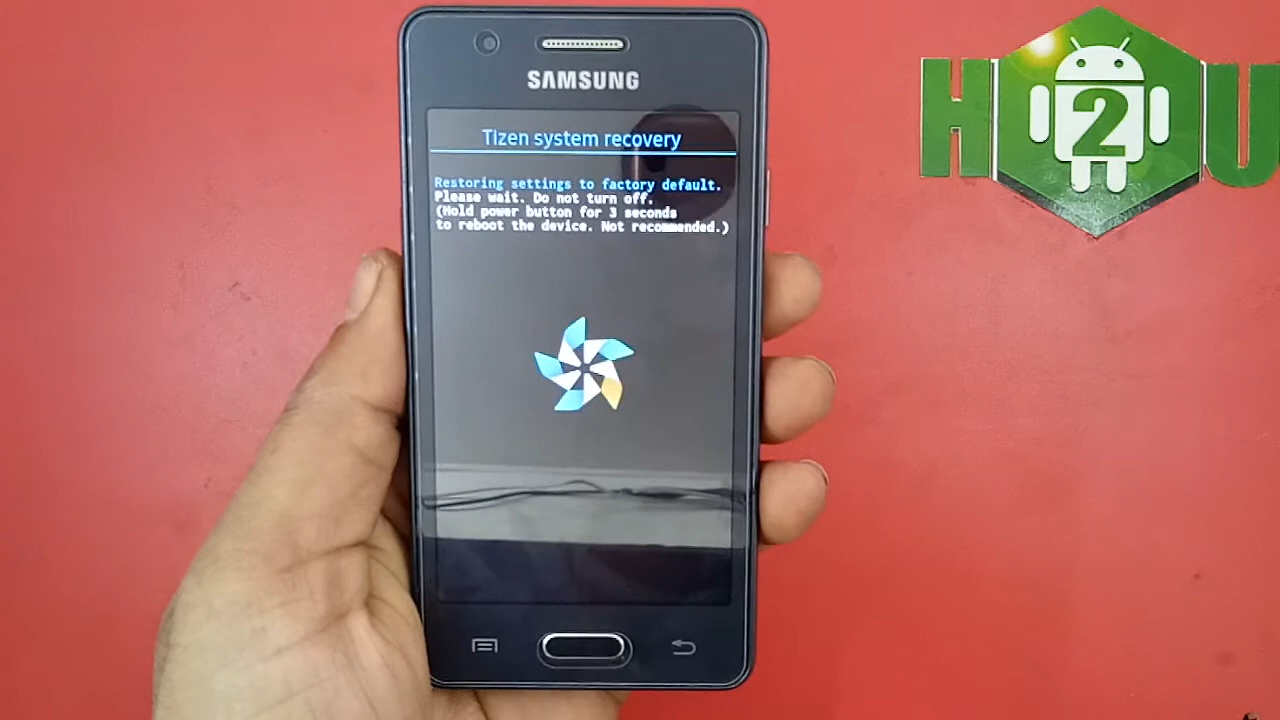 SAMSUNG
Tizen system recovery
Restoring settings to factory default.
Please wait. Do not turn off.
(Hold power button for 3 seconds
to reboot the device. Not recommended.)
H2U